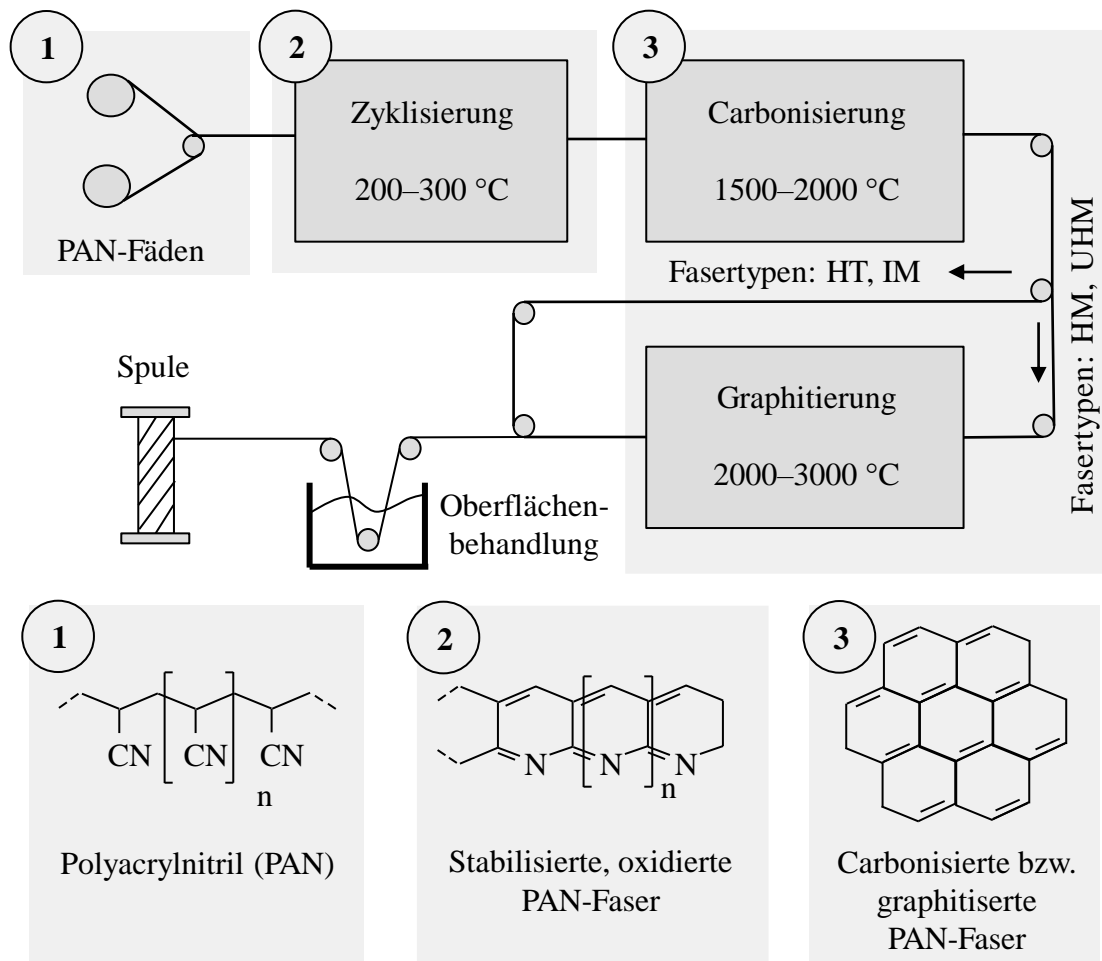 1
2
3
Zyklisierung
200–300 °C
Carbonisierung
1500–2000 °C
PAN-Fäden
Fasertypen: HT, IM
Fasertypen: HM, UHM
Spule
Graphitierung
2000–3000 °C
Oberflächen-
behandlung
1
2
3
CN
CN
CN
n
N
N
N
n
Polyacrylnitril (PAN)
Stabilisierte, oxidierte
PAN-Faser
Carbonisierte bzw.
graphitiserte
PAN-Faser